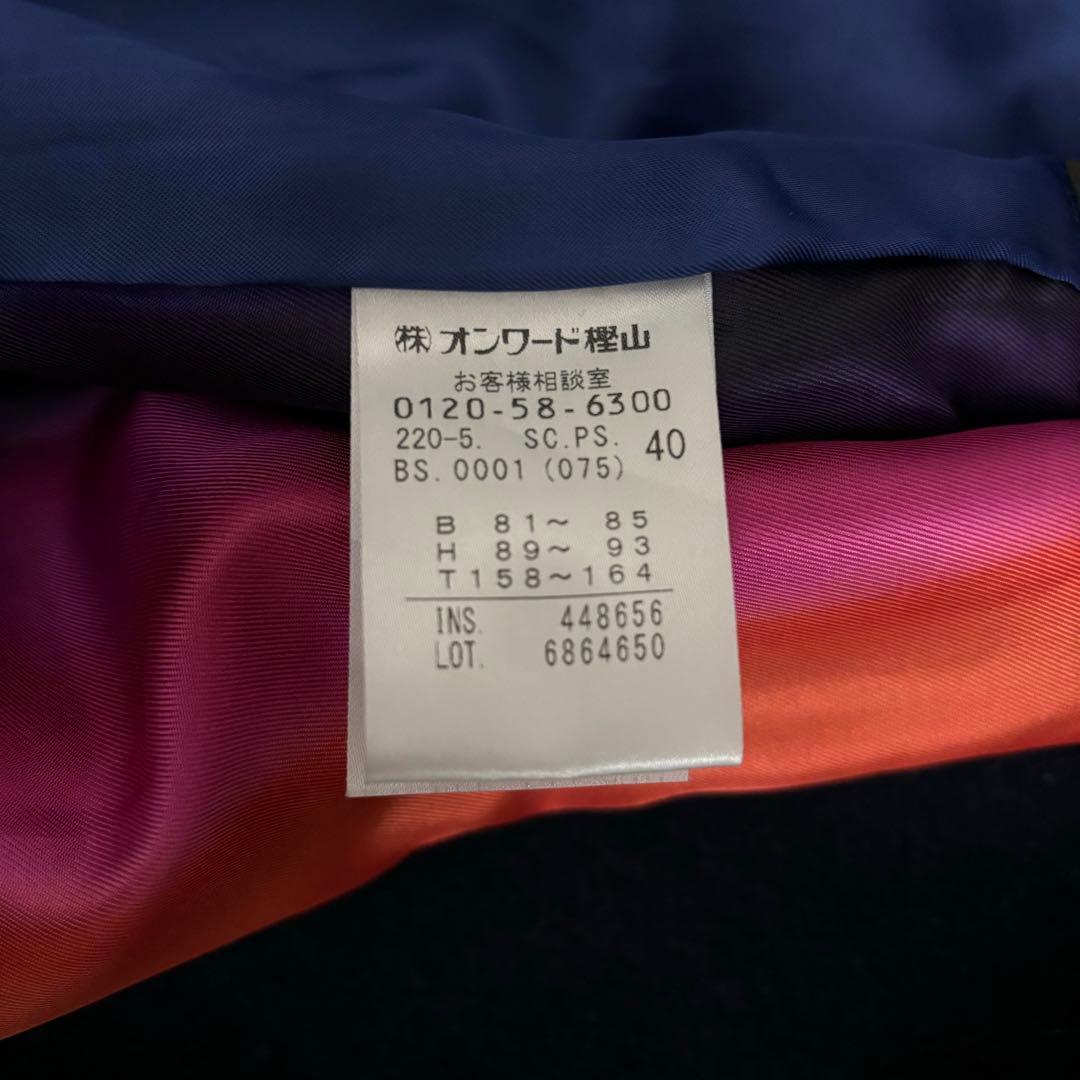 ㈱オンワード樫山
お客様相談室
0120-58-6300
220-5. SC.PS. 40
BS.0001 (075)
B 81～ 85
H 89～ 93
T158～164
INS. 448656
LOT. 6864650